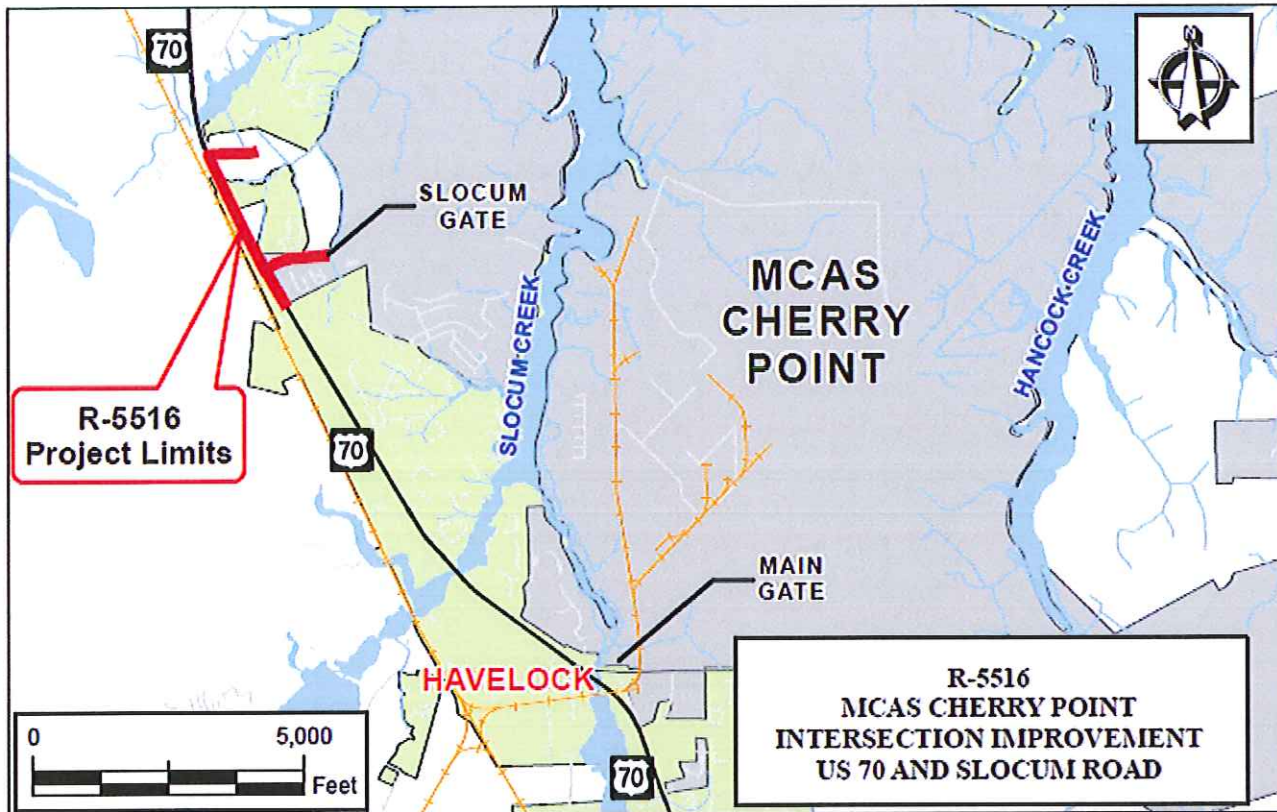 70
N
SLOCUM
GATE
MCAS
CHERRY
POINT
SLOCUM CREEK
HANCOCK CREEK
R-5516
Project Limits
70
MAIN
GATE
HAVELOCK
R-5516
MCAS CHERRY POINT
INTERSECTION IMPROVEMENT
US 70 AND SLOCUM ROAD
0 5,000
Feet
70